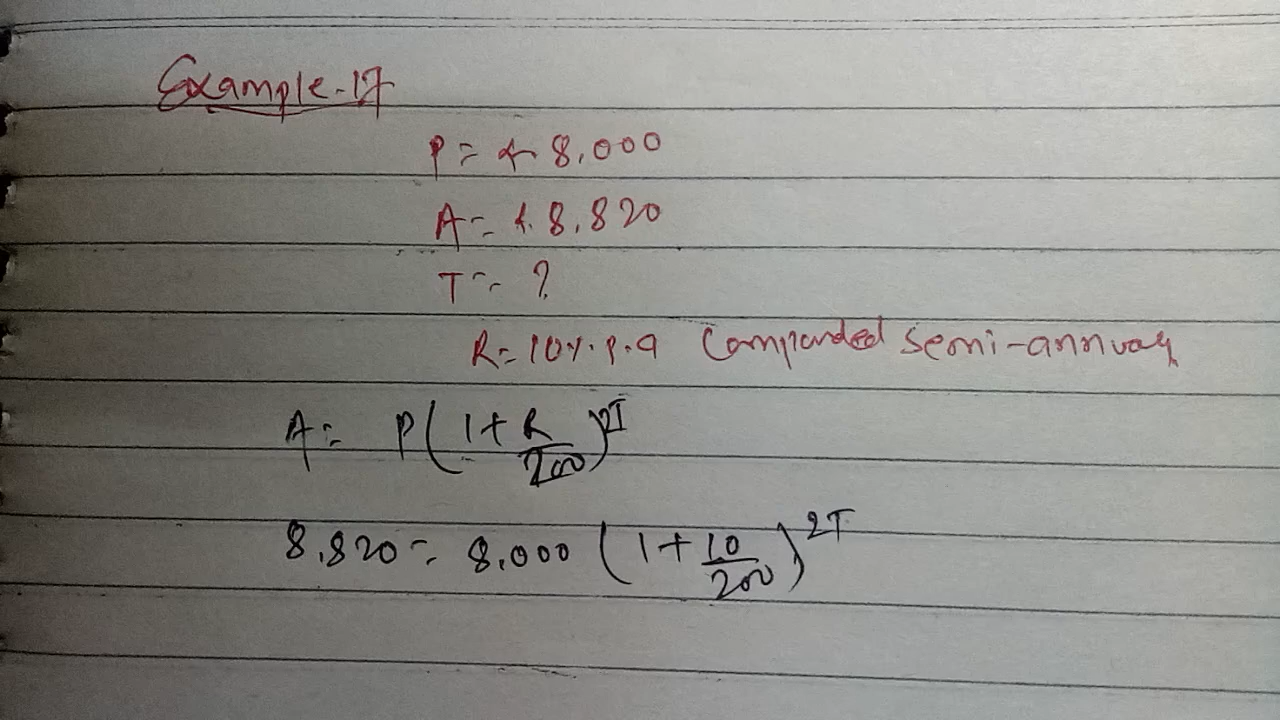 Example-17
P = ₹ 8,000
A = ₹. 8,820
T = ?
R = 10%.P.a Compounded semi-annualy
A = P(1+R/200)^2T
8,820 = 8,000 (1+10/200)^2T